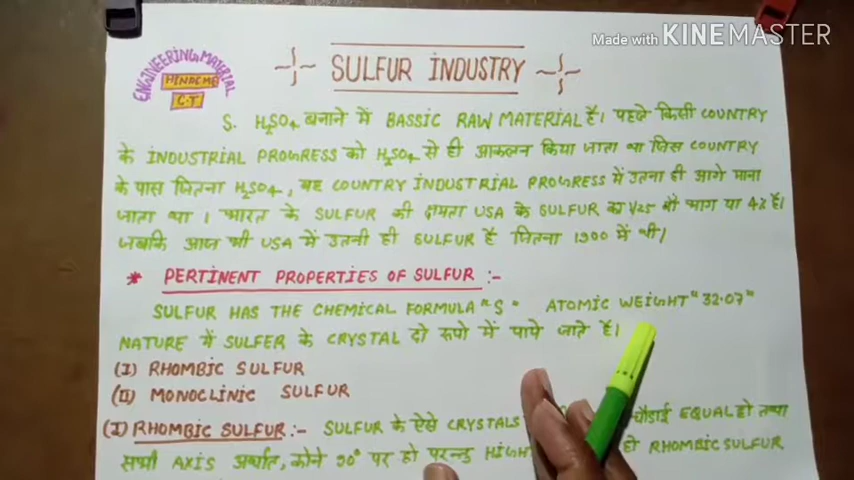 Made with KINEMASTER
ENGINEERING MATERIAL
HINDEME
C.T
SULFUR INDUSTRY
S. H₂SO₄ बनाने में BASSIC RAW MATERIAL है। पहले किसी COUNTRY
के INDUSTRIAL PROGRESS को H₂SO₄ से ही आकलन किया जाता था जिस COUNTRY
के पास जितना H₂SO₄, वह COUNTRY INDUSTRIAL PROGRESS में उतना ही आगे माना
जाता था। भारत के SULFUR की क्षमता USA के SULFUR का 1/25 वाँ भाग या 4% है।
जबकि आज भी USA में उतनी ही SULFUR है जितना 1900 में थी।
* PERTINENT PROPERTIES OF SULFUR :-
SULFUR HAS THE CHEMICAL FORMULA "S" ATOMIC WEIGHT "32.07"
NATURE में SULFER के CRYSTAL दो रूपो में पाये जाते है।
(I) RHOMBIC SULFUR
(II) MONOCLINIC SULFUR
(I) RHOMBIC SULFUR :- SULFUR के ऐसे CRYSTALS चौडाई EQUAL हो तथा
सभी AXIS अर्थात, कोने 90° पर हो परन्तु HIGH हो RHOMBIC SULFUR